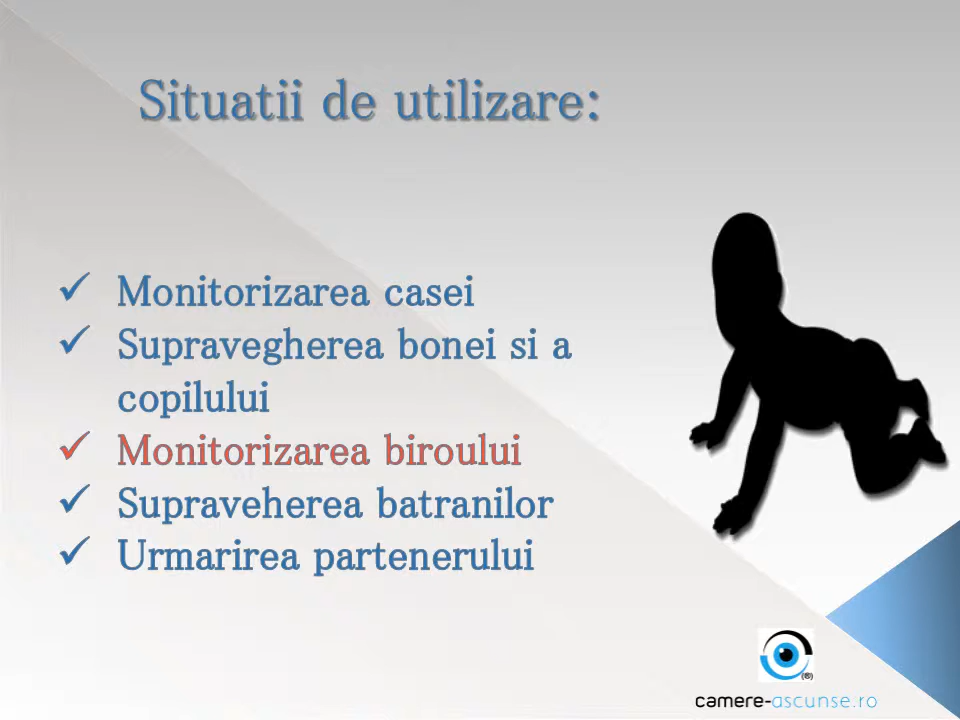 Situatii de utilizare:
✓ Monitorizarea casei
✓ Supravegherea bonei si a
copilului
✓ Monitorizarea biroului
✓ Supraveherea batranilor
✓ Urmarirea partenerului
(®)
camere-ascunse.ro